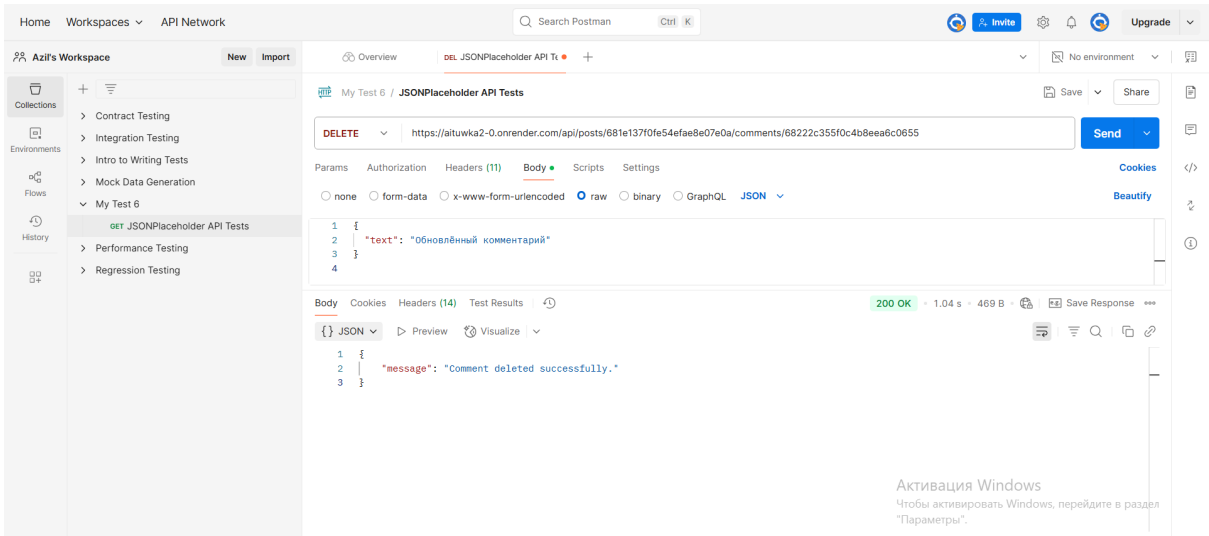 Home Workspaces API Network Search Postman Ctrl K Invite Upgrade
Azil's Workspace New Import Overview DEL JSONPlaceholder API Te No environment
Collections
Environments
Flows
History
Contract Testing
Integration Testing
Intro to Writing Tests
Mock Data Generation
My Test 6
GET JSONPlaceholder API Tests
Performance Testing
Regression Testing
HTTP My Test 6 / JSONPlaceholder API Tests Save Share
DELETE https://aituwka2-0.onrender.com/api/posts/681e137f0fe54efae8e07e0a/comments/68222c355f0c4b8eea6c0655 Send
Params Authorization Headers (11) Body Scripts Settings Cookies
none form-data x-www-form-urlencoded raw binary GraphQL JSON Beautify
1 {
2 "text": "Обновлённый комментарий"
3 }
4
Body Cookies Headers (14) Test Results 200 OK 1.04 s 469 B e.g. Save Response
{} JSON Preview Visualize
1 {
2 "message": "Comment deleted successfully."
3 }
Активация Windows
Чтобы активировать Windows, перейдите в раздел
"Параметры".